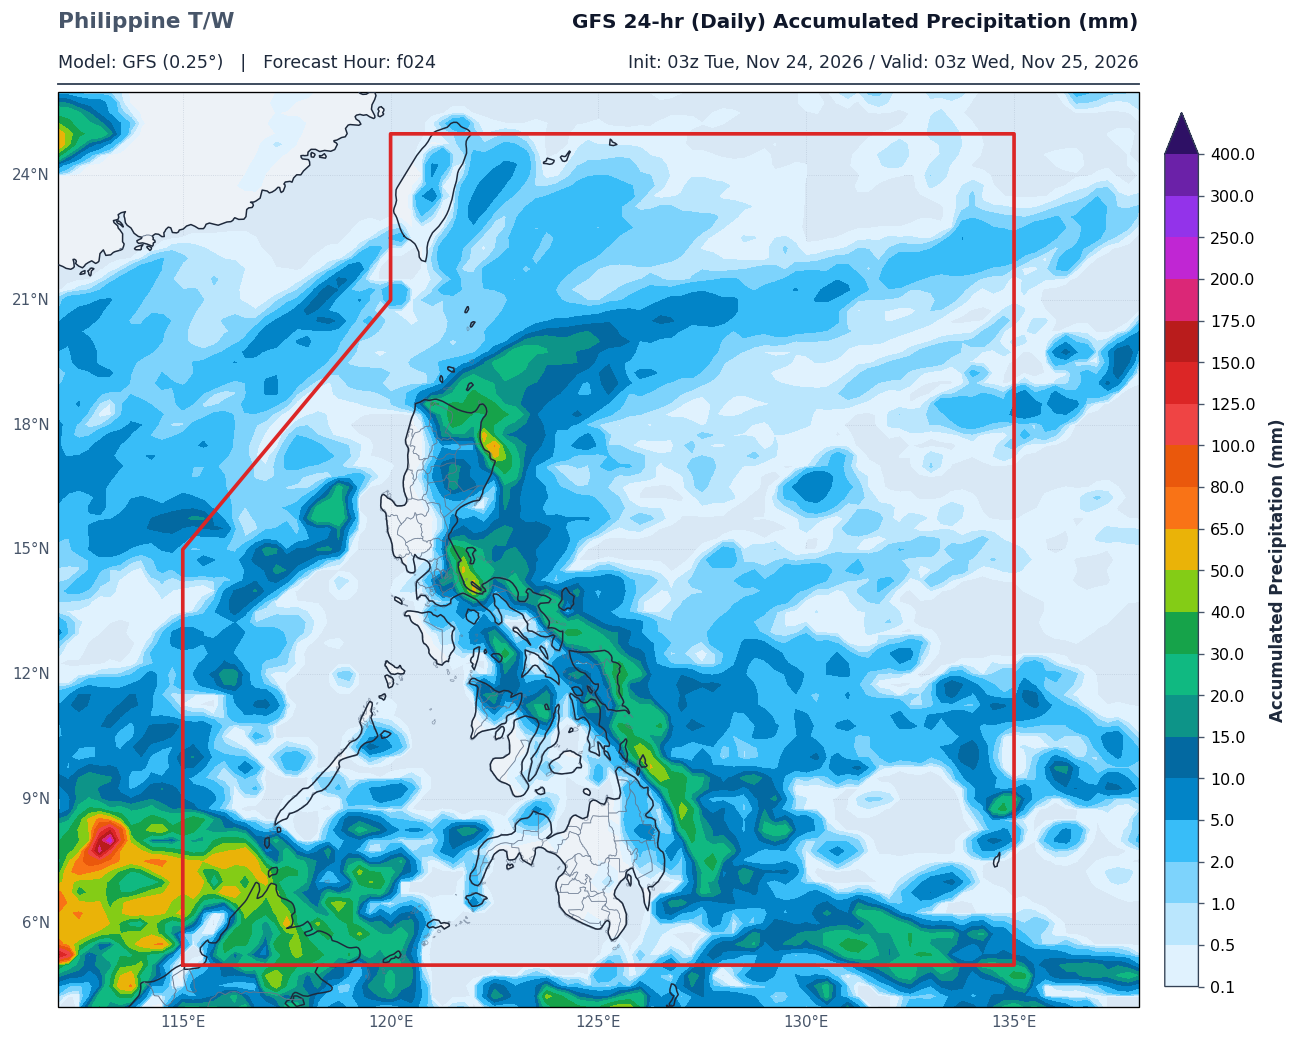 Philippine T/W
GFS 24-hr (Daily) Accumulated Precipitation (mm)
Model: GFS (0.25°)   |   Forecast Hour: f024
Init: 03z Tue, Nov 24, 2026 / Valid: 03z Wed, Nov 25, 2026
24°N
21°N
18°N
15°N
12°N
9°N
6°N
115°E
120°E
125°E
130°E
135°E
400.0
300.0
250.0
200.0
175.0
150.0
125.0
100.0
80.0
65.0
50.0
40.0
30.0
20.0
15.0
10.0
5.0
2.0
1.0
0.5
0.1
Accumulated Precipitation (mm)